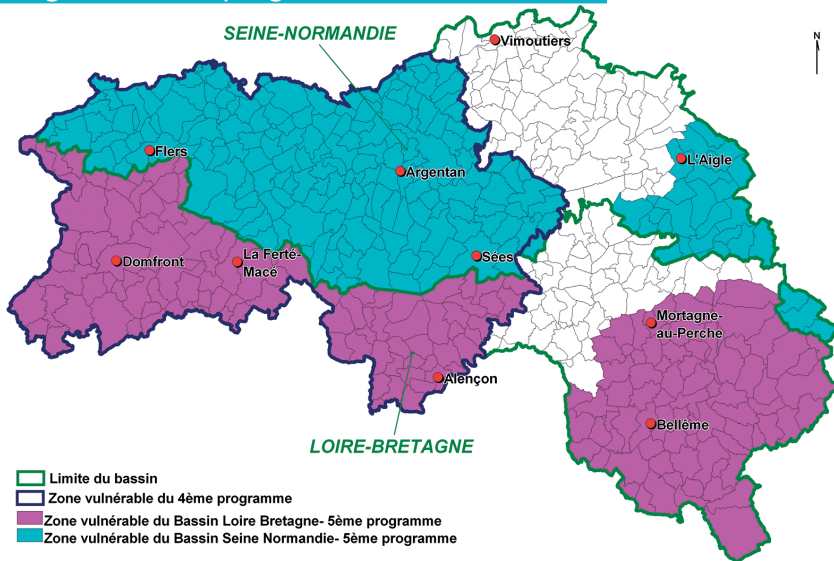 SEINE-NORMANDIE
Vimoutiers
N
Flers
L'Aigle
Argentan
Domfront
La Ferté-
Macé
Sées
Mortagne-
au-Perche
Alençon
Bellême
LOIRE-BRETAGNE
Limite du bassin
Zone vulnérable du 4ème programme
Zone vulnérable du Bassin Loire Bretagne- 5ème programme
Zone vulnérable du Bassin Seine Normandie- 5ème programme